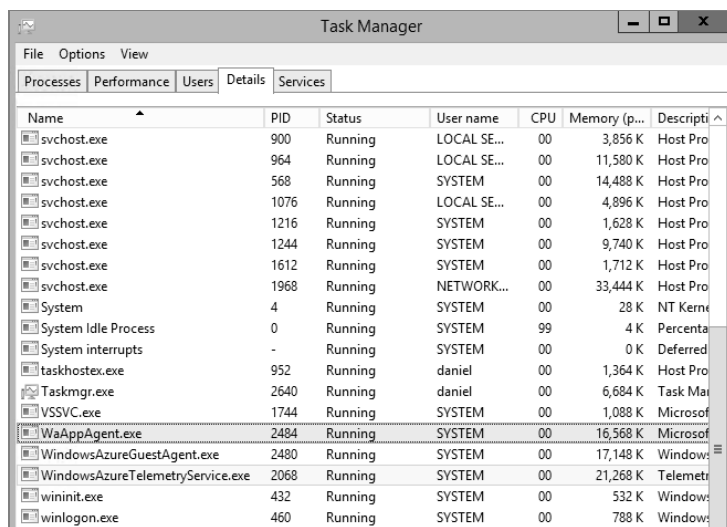 Task Manager
File Options View
Processes Performance Users Details Services
Name PID Status User name CPU Memory (p... Descripti
svchost.exe 900 Running LOCAL SE... 00 3,856 K Host Pro
svchost.exe 964 Running LOCAL SE... 00 11,580 K Host Pro
svchost.exe 568 Running SYSTEM 00 14,488 K Host Pro
svchost.exe 1076 Running LOCAL SE... 00 4,896 K Host Pro
svchost.exe 1216 Running SYSTEM 00 1,628 K Host Pro
svchost.exe 1244 Running SYSTEM 00 9,740 K Host Pro
svchost.exe 1612 Running SYSTEM 00 1,712 K Host Pro
svchost.exe 1968 Running NETWORK... 00 33,444 K Host Pro
System 4 Running SYSTEM 00 28 K NT Kerne
System Idle Process 0 Running SYSTEM 99 4 K Percenta
System interrupts - Running SYSTEM 00 0 K Deferred
taskhostex.exe 952 Running daniel 00 1,364 K Host Pro
Taskmgr.exe 2640 Running daniel 00 6,684 K Task Mar
VSSVC.exe 1744 Running SYSTEM 00 1,088 K Microsof
WaAppAgent.exe 2484 Running SYSTEM 00 16,568 K Microsof
WindowsAzureGuestAgent.exe 2480 Running SYSTEM 00 17,148 K Windows
WindowsAzureTelemetryService.exe 2068 Running SYSTEM 00 21,268 K Telemetr
wininit.exe 432 Running SYSTEM 00 532 K Windows
winlogon.exe 460 Running SYSTEM 00 788 K Windows